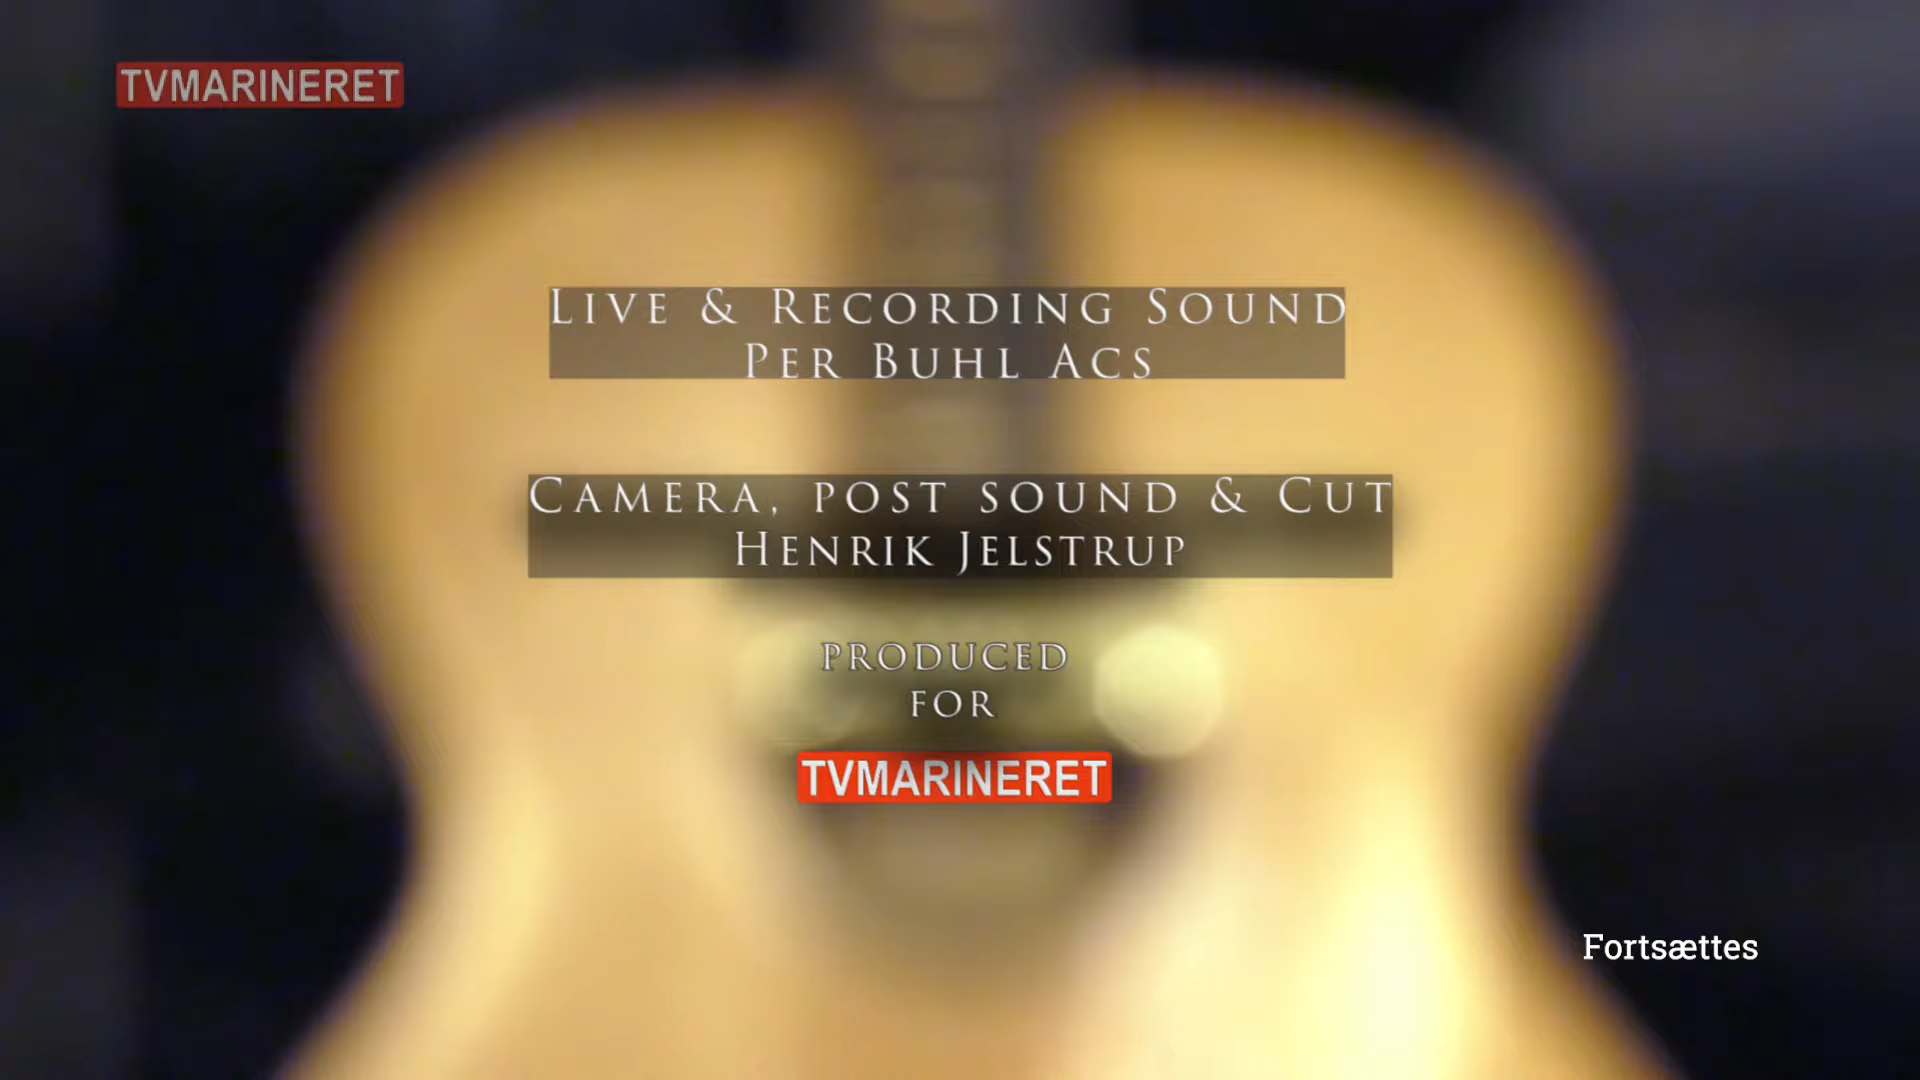 TVMARINERET
LIVE & RECORDING SOUND
PER BUHL ACS
CAMERA, POST SOUND & CUT
HENRIK JELSTRUP
PRODUCED
FOR
TVMARINERET
Fortsættes